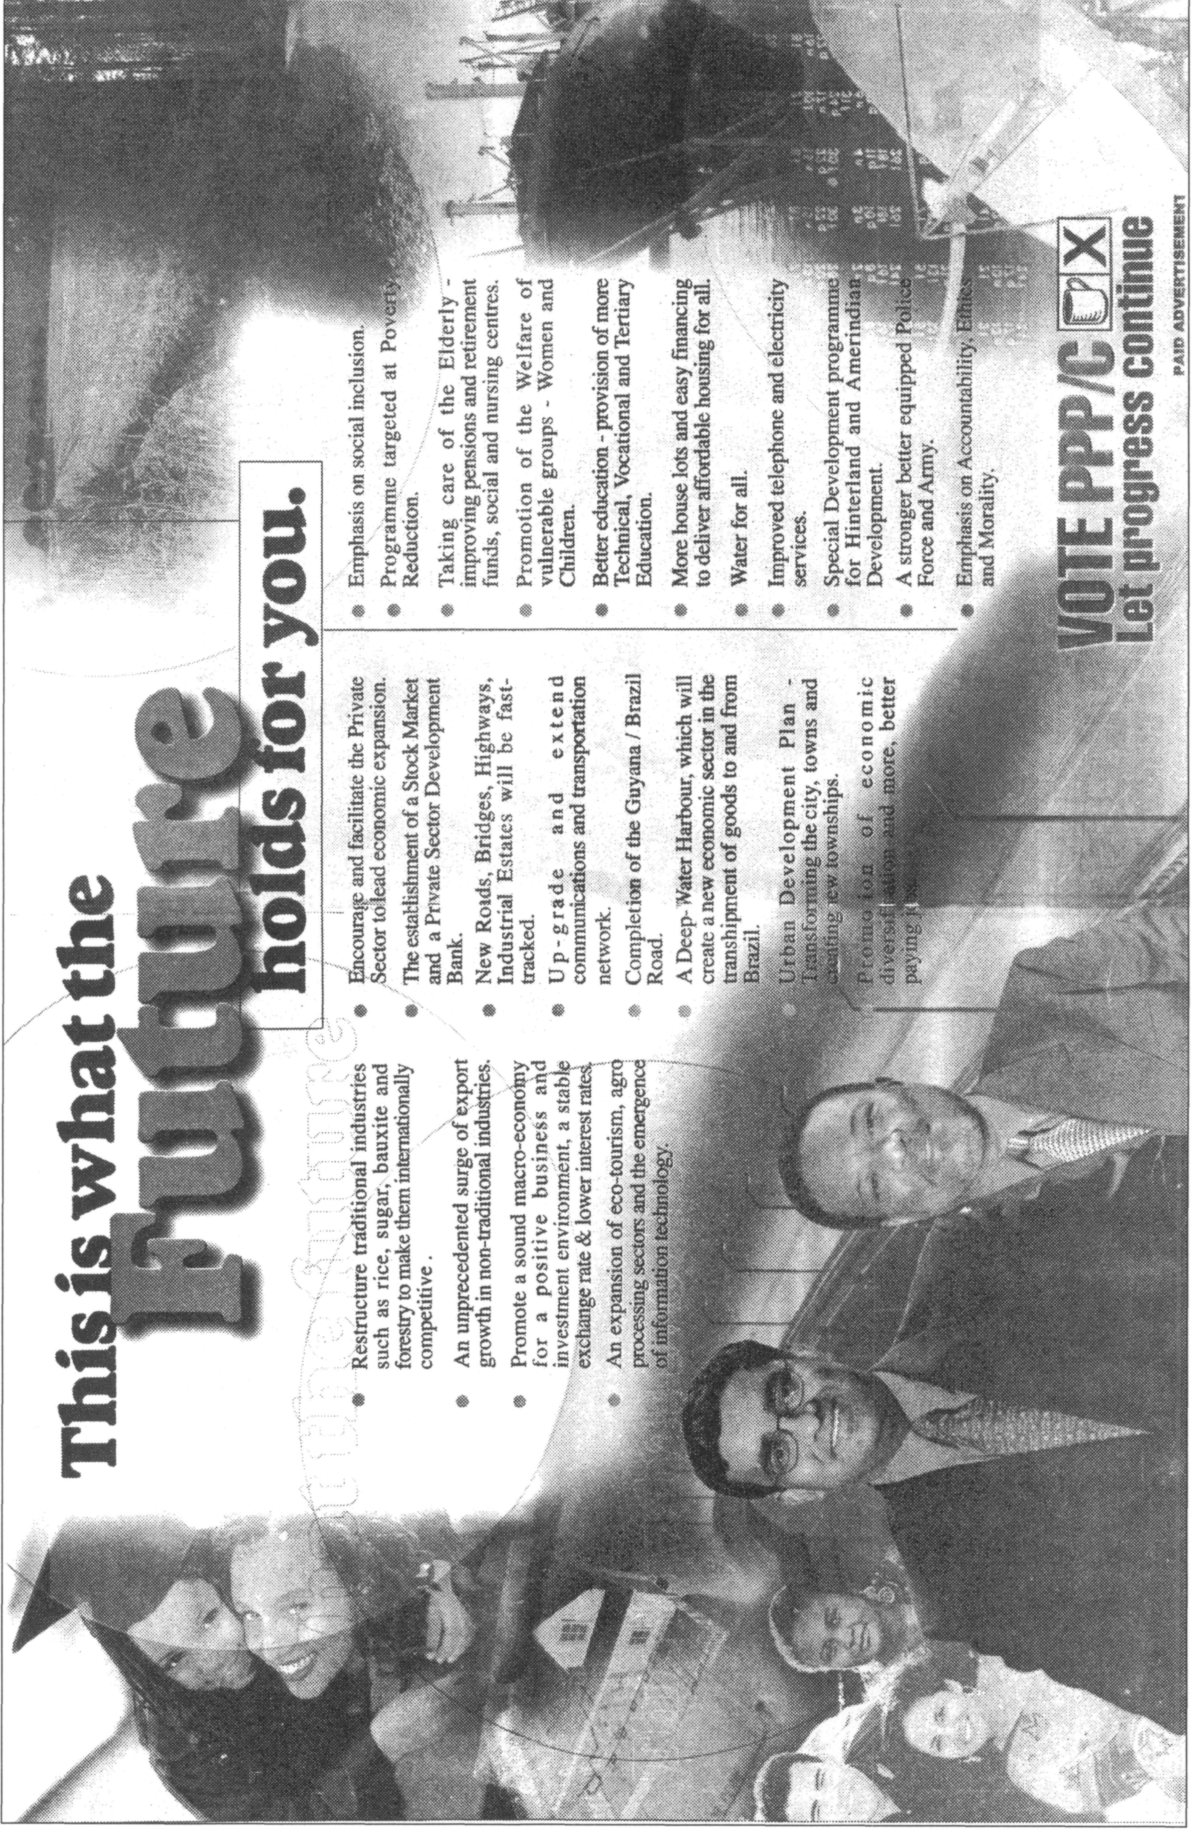 This is what the
Future
holds for you.
the future
Restructure traditional industries
such as rice, sugar, bauxite and
forestry to make them internationally
competitive .
An unprecedented surge of export
growth in non-traditional industries.
Promote a sound macro-economy
for a positive business and
investment environment, a stable
exchange rate & lower interest rates.
An expansion of eco-tourism, agro
processing sectors and the emergence
of information technology.
Encourage and facilitate the Private
Sector to lead economic expansion.
The establishment of a Stock Market
and a Private Sector Development
Bank.
New Roads, Bridges, Highways,
Industrial Estates will be fast-
tracked.
Up-grade and extend
communications and transportation
network.
Completion of the Guyana / Brazil
Road.
A Deep-Water Harbour, which will
create a new economic sector in the
transhipment of goods to and from
Brazil.
Urban Development Plan -
Transforming the city, towns and
creating new townships.
Promotion of economic
diversification and more, better
paying
Emphasis on social inclusion.
Programme targeted at Poverty
Reduction.
Taking care of the Elderly -
improving pensions and retirement
funds, social and nursing centres.
Promotion of the Welfare of
vulnerable groups - Women and
Children.
Better education - provision of more
Technical, Vocational and Tertiary
Education.
More house lots and easy financing
to deliver affordable housing for all.
Water for all.
Improved telephone and electricity
services.
Special Development programme
for Hinterland and Amerindian
Development.
A stronger better equipped Police
Force and Army.
Emphasis on Accountability, Ethics
and Morality.
VOTE PPP/C X
Let progress continue
PAID ADVERTISEMENT